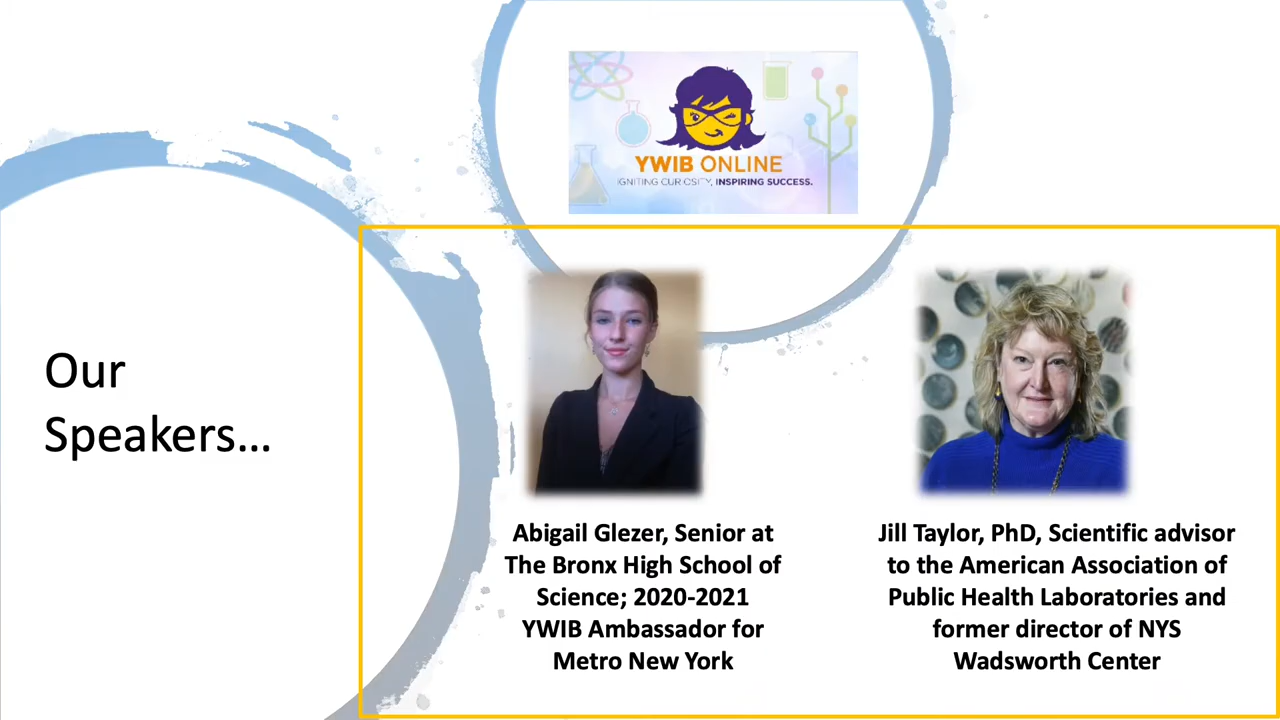 YWIB ONLINE
IGNITING CURIOSITY, INSPIRING SUCCESS.
Our
Speakers...
Abigail Glezer, Senior at
The Bronx High School of
Science; 2020-2021
YWIB Ambassador for
Metro New York
Jill Taylor, PhD, Scientific advisor
to the American Association of
Public Health Laboratories and
former director of NYS
Wadsworth Center